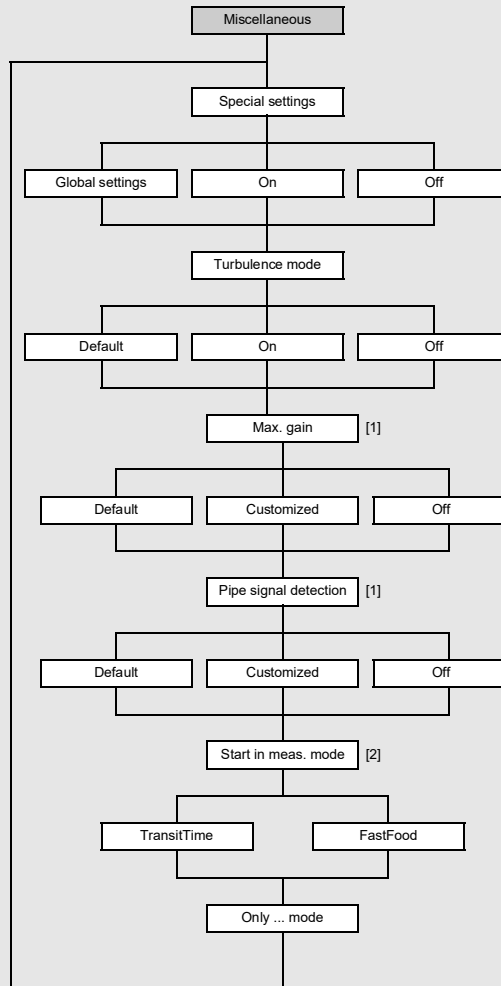 Miscellaneous
Special settings
Global settings On Off
Turbulence mode
Default On Off
Max. gain [1]
Default Customized Off
Pipe signal detection [1]
Default Customized Off
Start in meas. mode [2]
TransitTime FastFood
Only ... mode